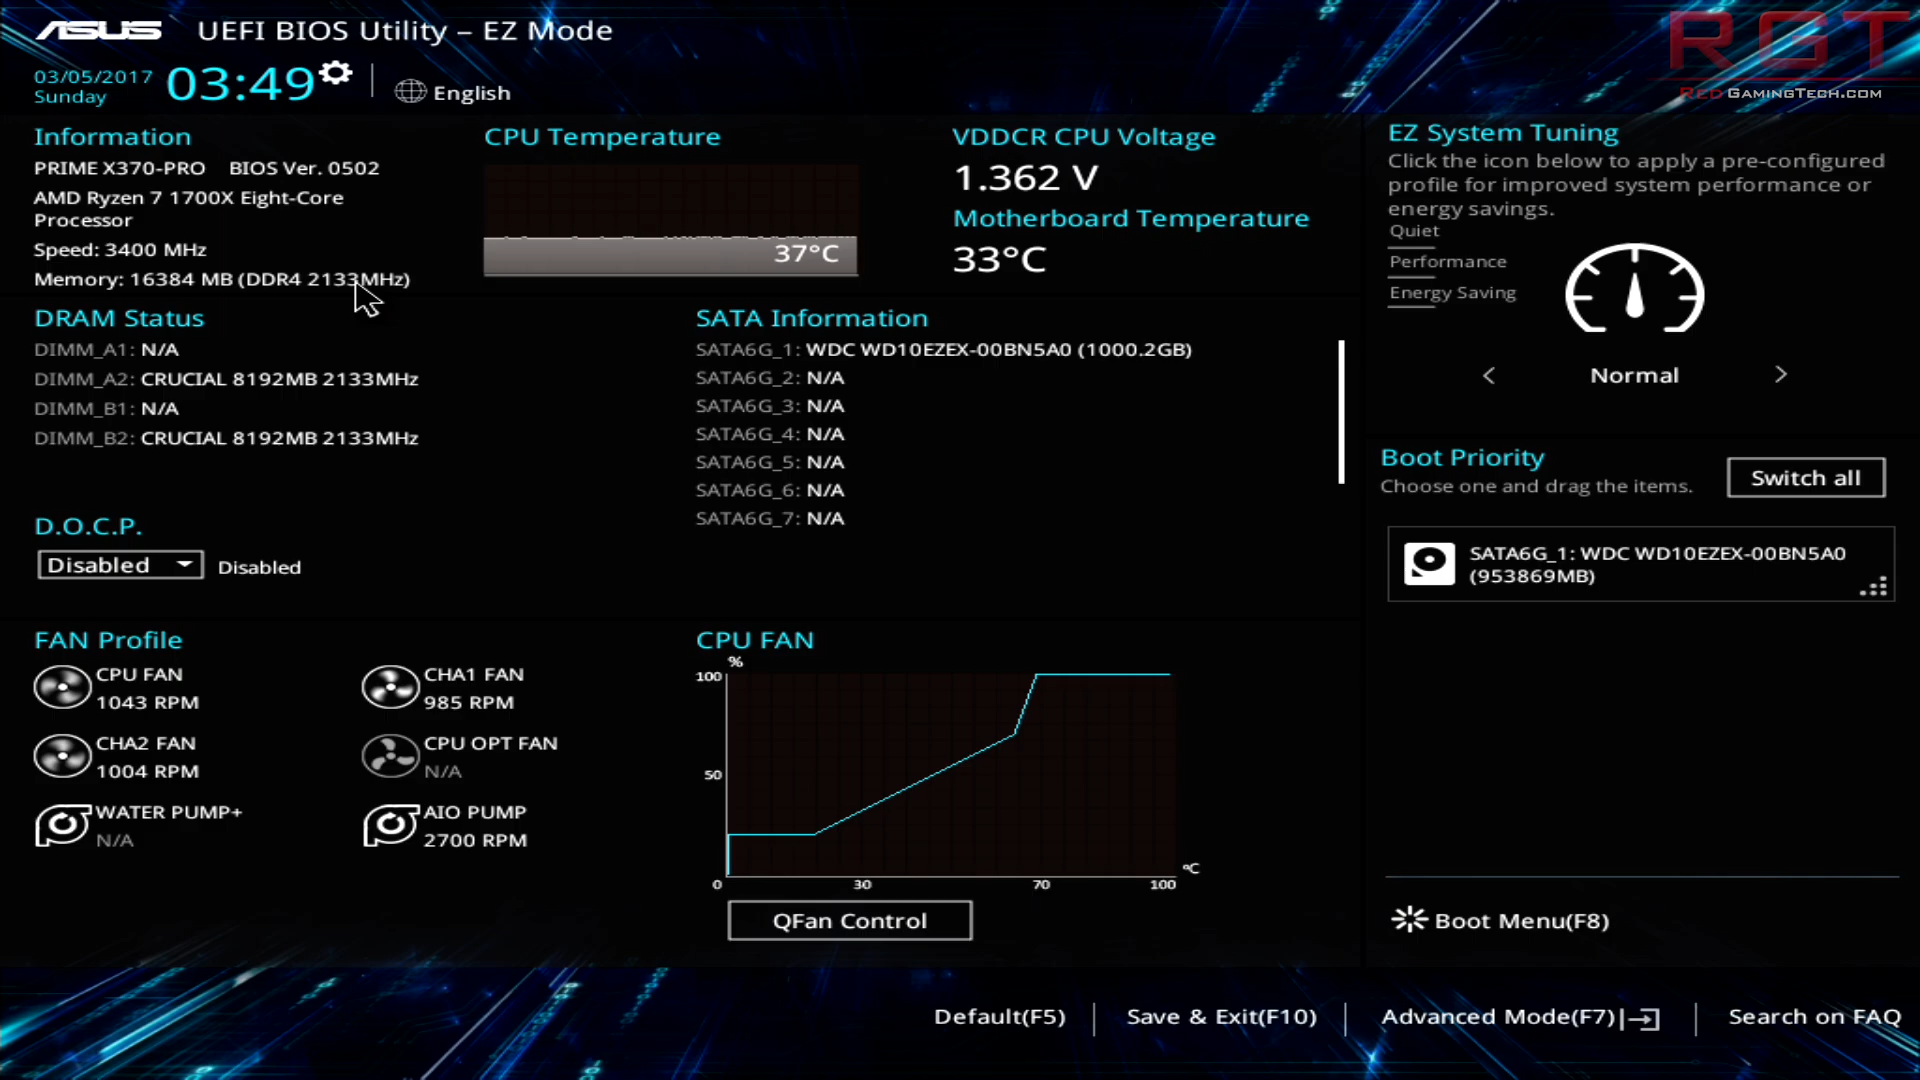 ASUS UEFI BIOS Utility – EZ Mode
RGT
RED GAMINGTECH.COM
03/05/2017
Sunday
03:49
English
Information
PRIME X370-PRO BIOS Ver. 0502
AMD Ryzen 7 1700X Eight-Core
Processor
Speed: 3400 MHz
Memory: 16384 MB (DDR4 2133MHz)
CPU Temperature
37°C
VDDCR CPU Voltage
1.362 V
Motherboard Temperature
33°C
EZ System Tuning
Click the icon below to apply a pre-configured
profile for improved system performance or
energy savings.
Quiet
Performance
Energy Saving
Normal
DRAM Status
DIMM_A1: N/A
DIMM_A2: CRUCIAL 8192MB 2133MHz
DIMM_B1: N/A
DIMM_B2: CRUCIAL 8192MB 2133MHz
SATA Information
SATA6G_1: WDC WD10EZEX-00BN5A0 (1000.2GB)
SATA6G_2: N/A
SATA6G_3: N/A
SATA6G_4: N/A
SATA6G_5: N/A
SATA6G_6: N/A
SATA6G_7: N/A
Boot Priority
Choose one and drag the items.
Switch all
SATA6G_1: WDC WD10EZEX-00BN5A0
(953869MB)
D.O.C.P.
Disabled Disabled
FAN Profile
CPU FAN
1043 RPM
CHA1 FAN
985 RPM
CHA2 FAN
1004 RPM
CPU OPT FAN
N/A
WATER PUMP+
N/A
AIO PUMP
2700 RPM
CPU FAN
%
100
50
0 30 70 100
°C
QFan Control
Boot Menu(F8)
Default(F5) Save & Exit(F10) Advanced Mode(F7) Search on FAQ